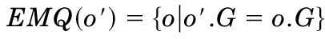 EMQ(o′) = {o|o′.G = o.G}